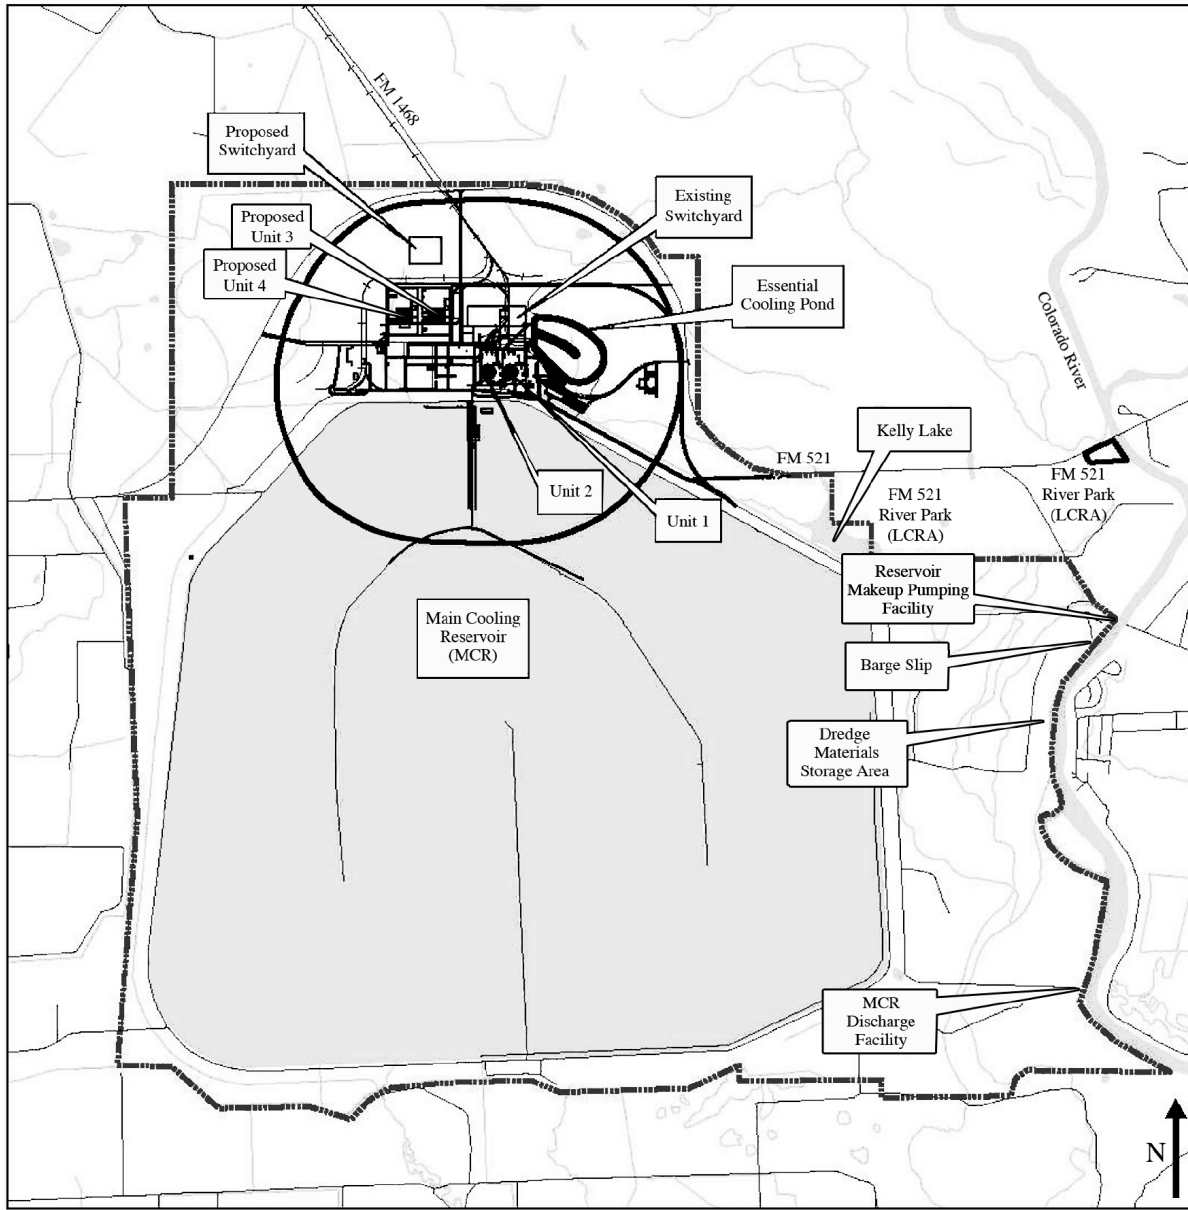 FM 1468
Proposed
Switchyard
Existing
Switchyard
Proposed
Unit 3
Proposed
Unit 4
Essential
Cooling Pond
Colorado River
Kelly Lake
FM 521
FM 521
River Park
(LCRA)
Unit 2
Unit 1
FM 521
River Park
(LCRA)
Reservoir
Makeup Pumping
Facility
Main Cooling
Reservoir
(MCR)
Barge Slip
Dredge
Materials
Storage Area
MCR
Discharge
Facility
N